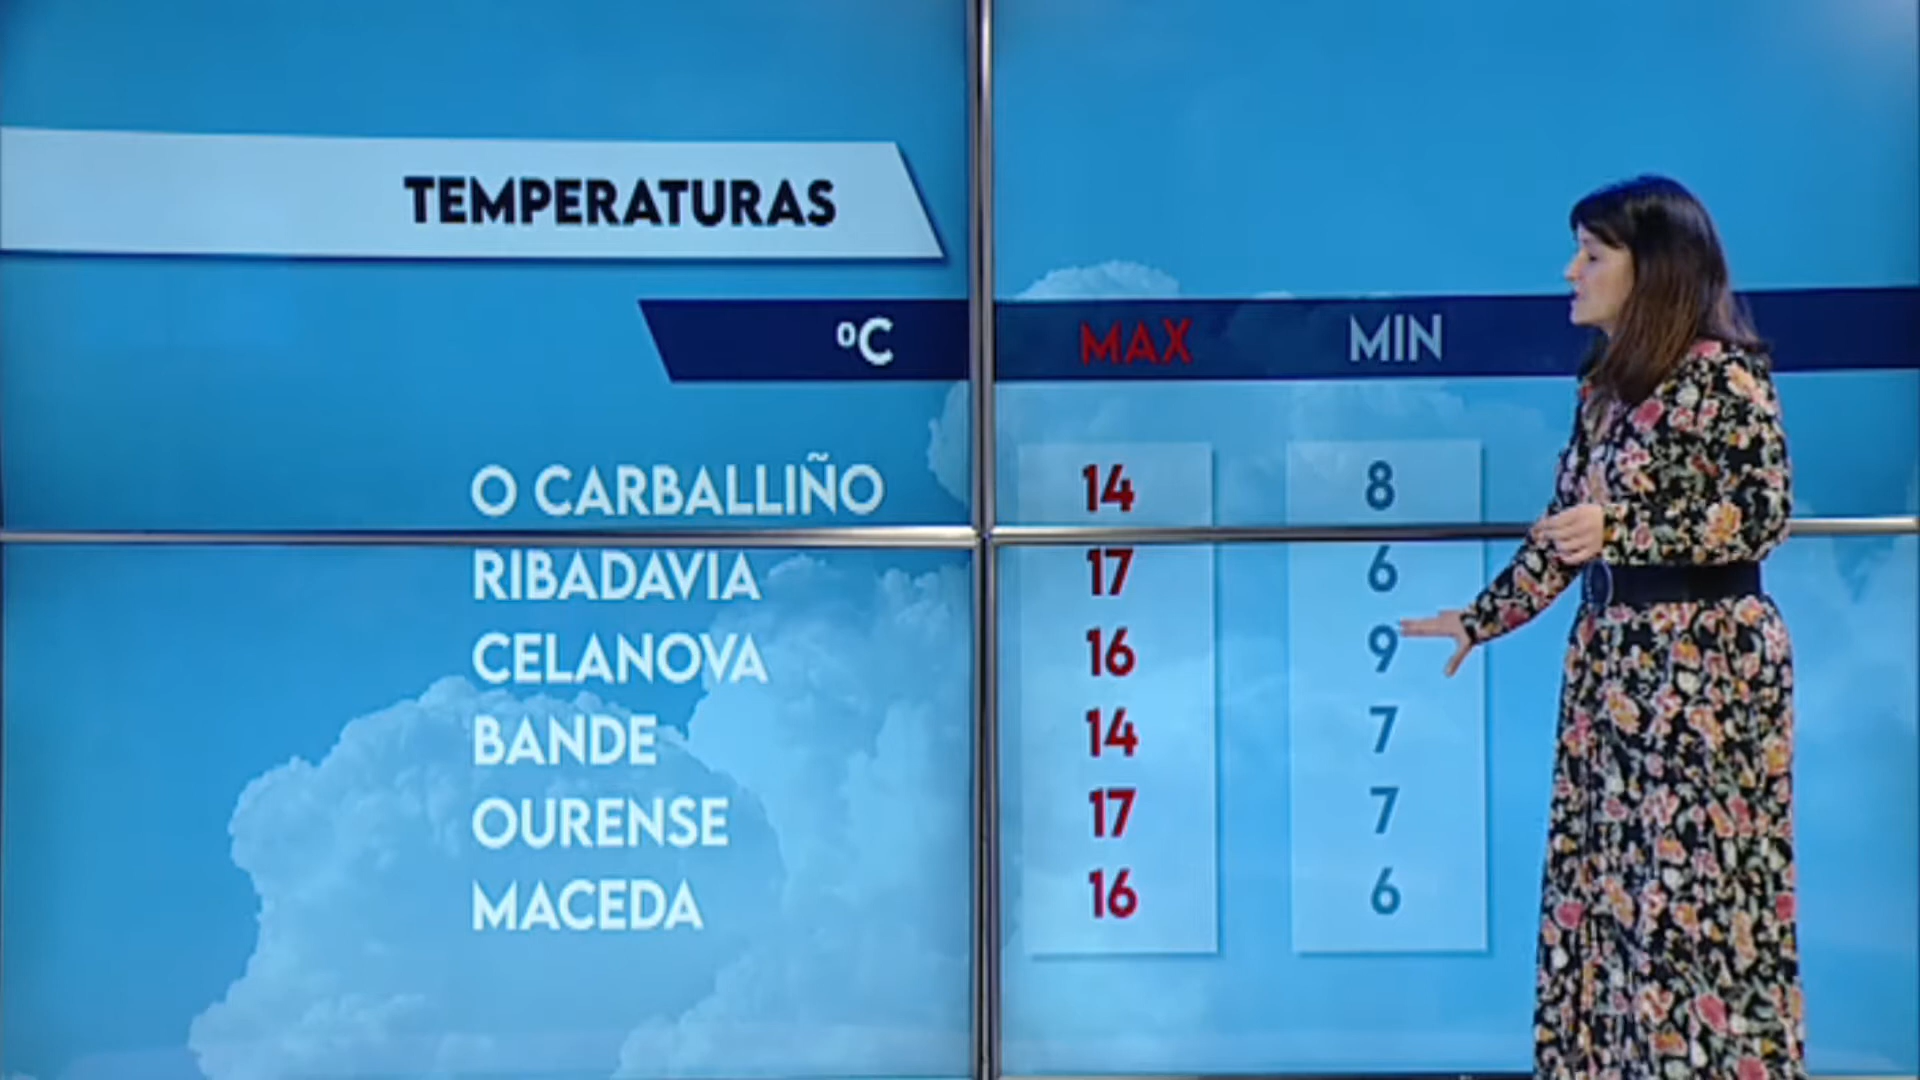 TEMPERATURAS
ºC MAX MIN
O CARBALLIÑO 14 8
RIBADAVIA 17 6
CELANOVA 16 9
BANDE 14 7
OURENSE 17 7
MACEDA 16 6